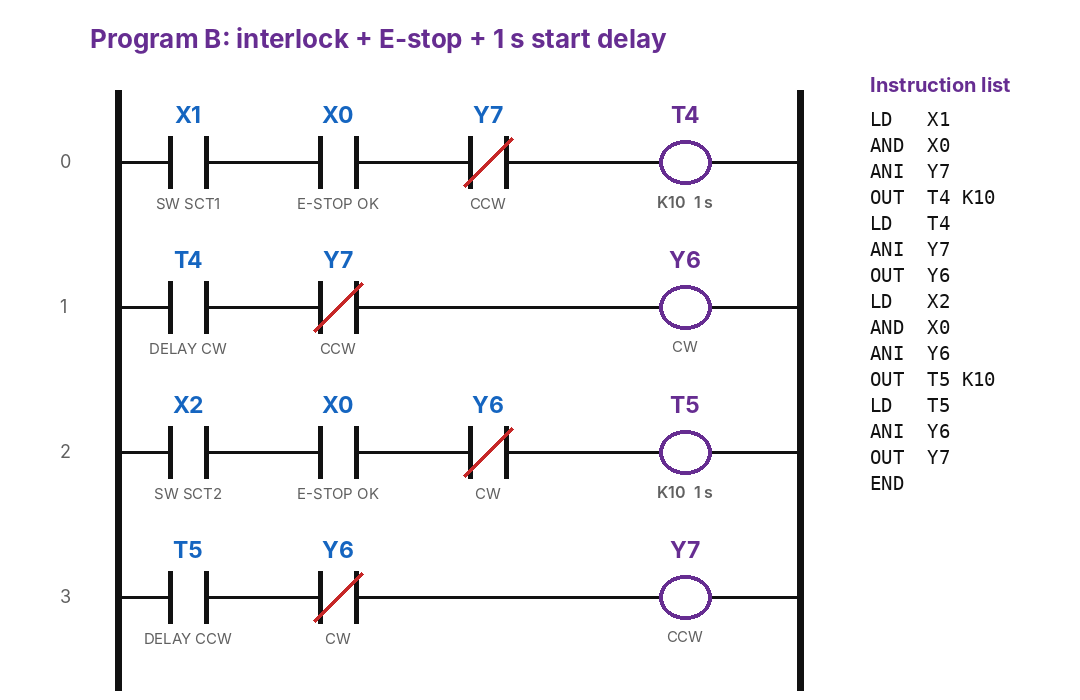 Program B: interlock + E-stop + 1 s start delay
X1 X0 Y7 T4
0
SW SCT1 E-STOP OK CCW K10 1 s
T4 Y7 Y6
1
DELAY CW CCW CW
X2 X0 Y6 T5
2
SW SCT2 E-STOP OK CW K10 1 s
T5 Y6 Y7
3
DELAY CCW CW CCW
Instruction list
LD X1
AND X0
ANI Y7
OUT T4 K10
LD T4
ANI Y7
OUT Y6
LD X2
AND X0
ANI Y6
OUT T5 K10
LD T5
ANI Y6
OUT Y7
END